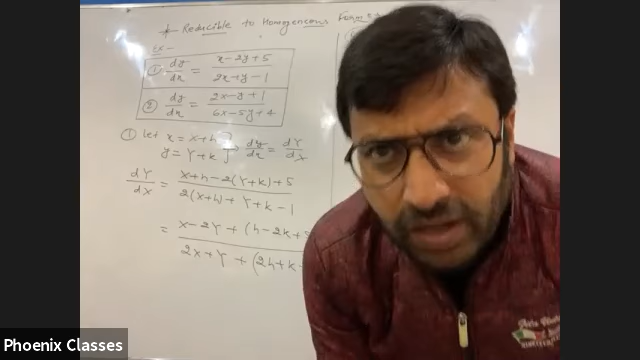 * Reducible to Homogeneous Form :-
Ex -
① dy/dx = x-2y+5 / 2x+y-1
② dy/dx = 2x-y+1 / 6x-5y+4
① let x = X+h } ⇒ dy/dx = dY/dX
y = Y+k
dY/dX = X+h-2(Y+k)+5 / 2(X+h)+Y+k-1
= X-2Y+(h-2k+5 / 2X+Y+(2h+k-
Phoenix Classes